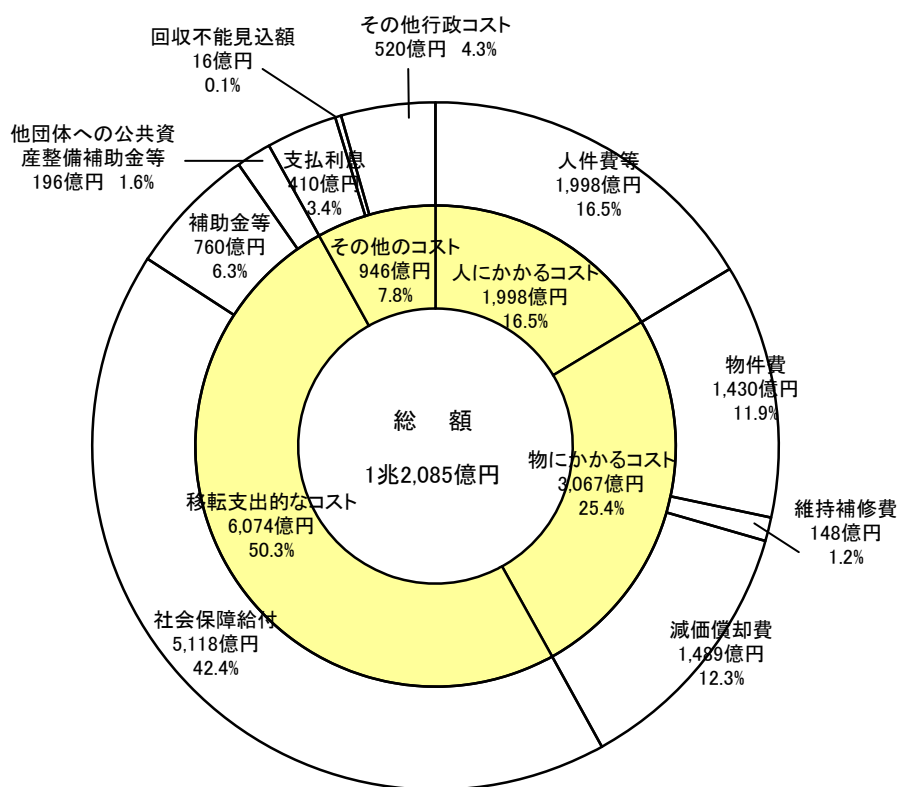 その他行政コスト
520億円 4.3%
回収不能見込額
16億円
0.1%
他団体への公共資
産整備補助金等
196億円 1.6%
支払利息
410億円
3.4%
人件費等
1,998億円
16.5%
補助金等
760億円
6.3%
その他のコスト
946億円
7.8%
人にかかるコスト
1,998億円
16.5%
物件費
1,430億円
11.9%
総 額
1兆2,085億円
物にかかるコスト
3,067億円
25.4%
移転支出的なコスト
6,074億円
50.3%
維持補修費
148億円
1.2%
社会保障給付
5,118億円
42.4%
減価償却費
1,489億円
12.3%